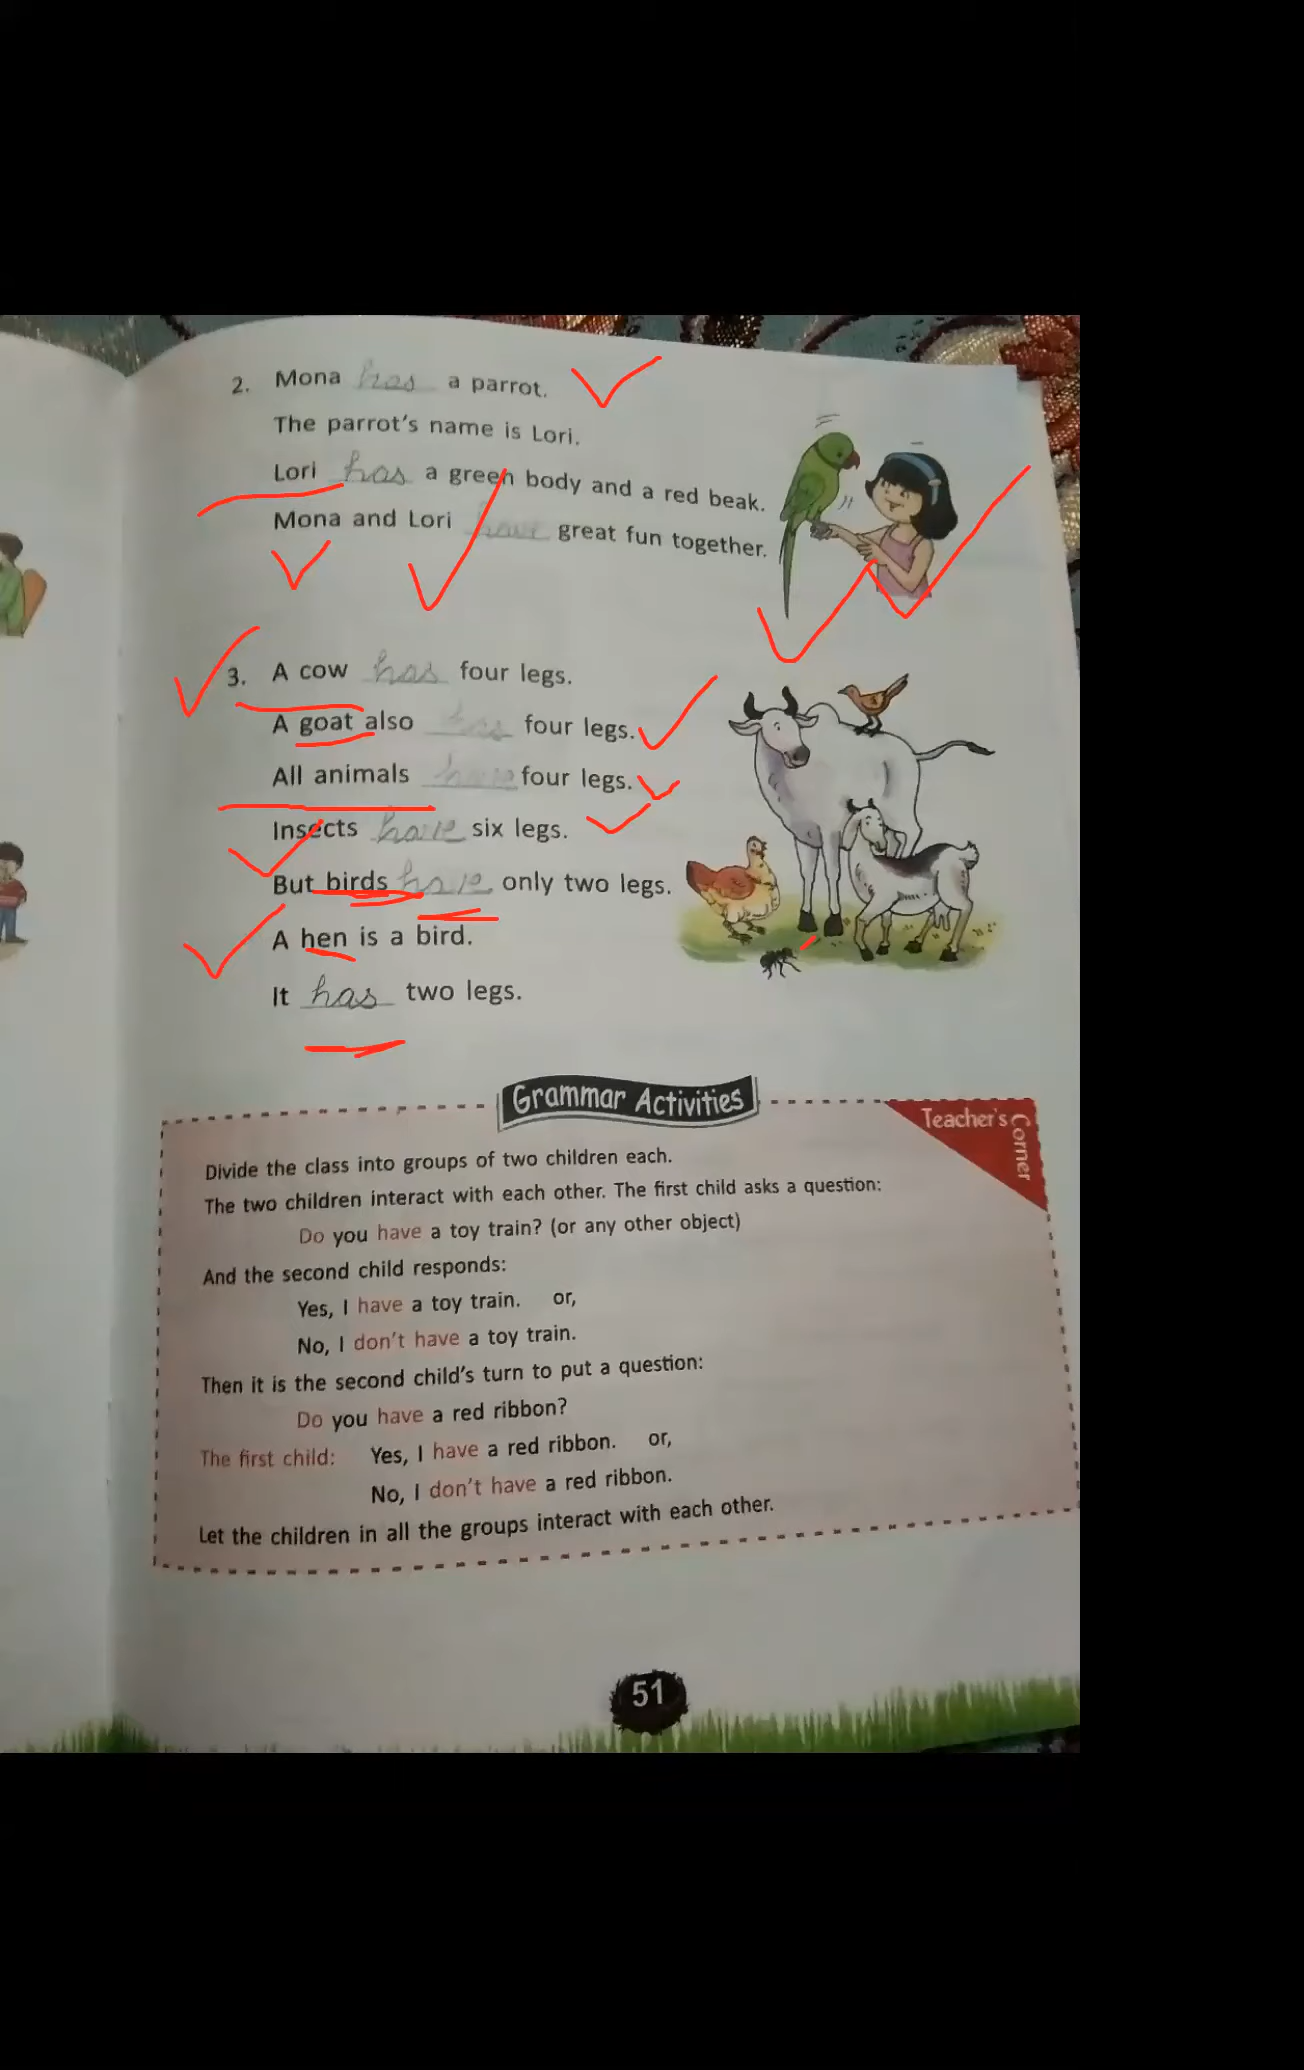 2. Mona has a parrot.
The parrot's name is Lori.
Lori has a green body and a red beak.
Mona and Lori have great fun together.
3. A cow has four legs.
A goat also has four legs.
All animals have four legs.
Insects have six legs.
But birds have only two legs.
A hen is a bird.
It has two legs.
Grammar Activities
Teacher's Corner
Divide the class into groups of two children each.
The two children interact with each other. The first child asks a question:
Do you have a toy train? (or any other object)
And the second child responds:
Yes, I have a toy train. or,
No, I don't have a toy train.
Then it is the second child's turn to put a question:
Do you have a red ribbon?
The first child: Yes, I have a red ribbon. or,
No, I don't have a red ribbon.
Let the children in all the groups interact with each other.
51